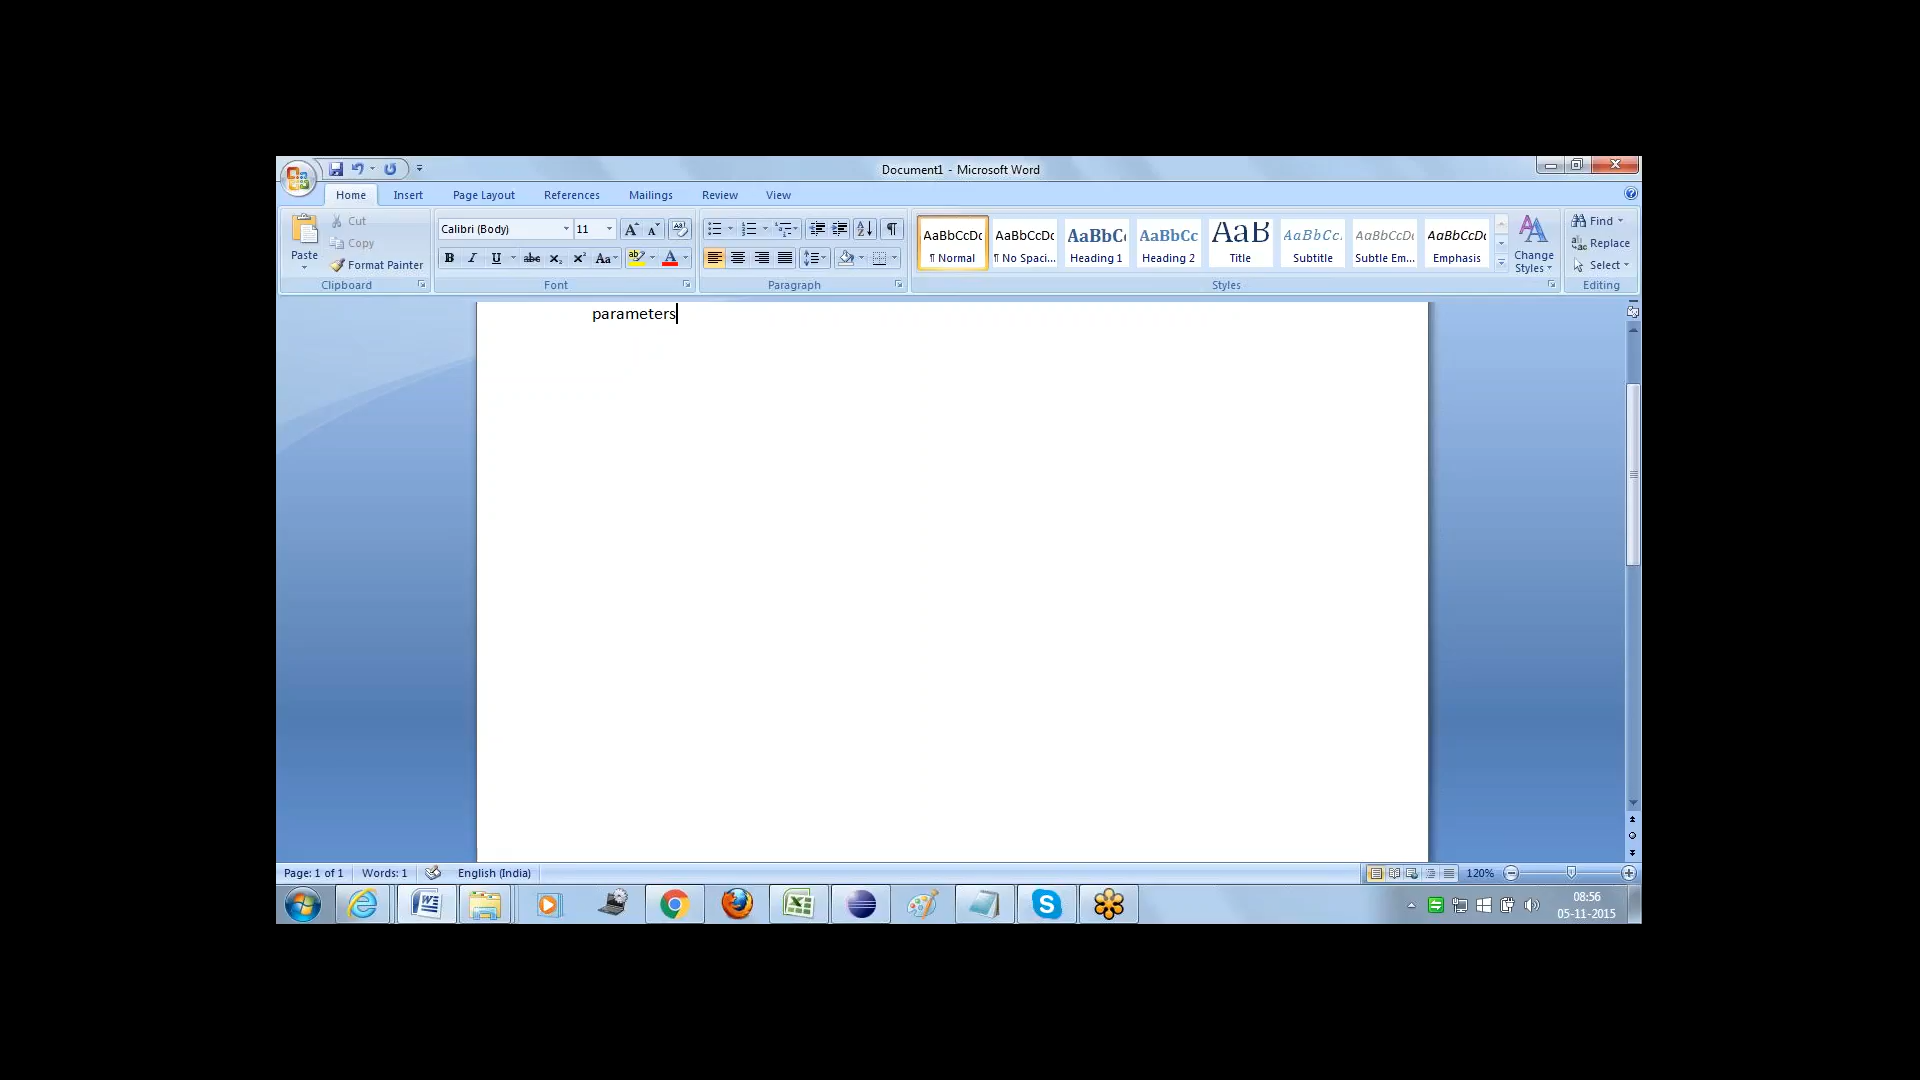 Document1 - Microsoft Word
Home Insert Page Layout References Mailings Review View
Paste
Cut
Copy
Format Painter
Clipboard
Calibri (Body) 11
Font
Paragraph
AaBbCcDc AaBbCcDc AaBbC AaBbCc AaB AaBbCc. AaBbCcDc AaBbCcDc
¶ Normal ¶ No Spaci... Heading 1 Heading 2 Title Subtitle Subtle Em... Emphasis
Change
Styles
Styles
Find
Replace
Select
Editing
parameters
Page: 1 of 1 Words: 1 English (India) 120%
08:56
05-11-2015